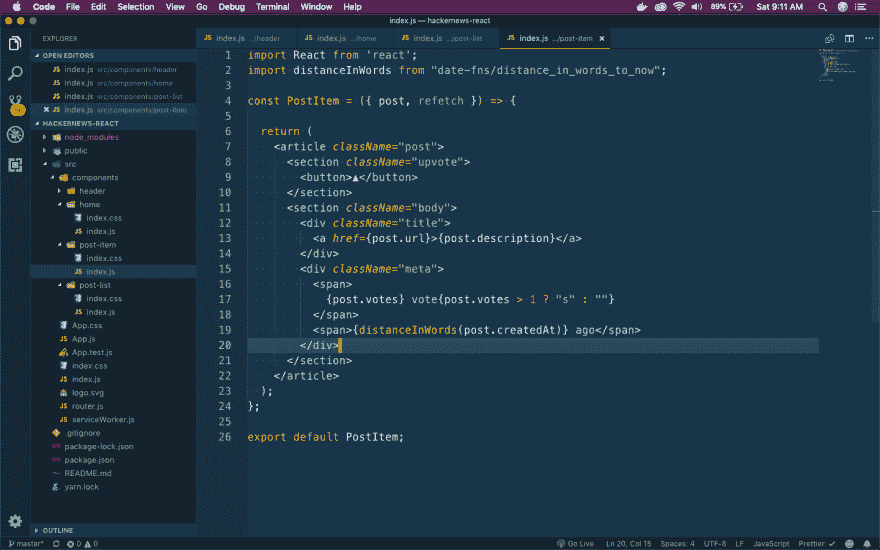 Code File Edit Selection View Go Debug Terminal Window Help 89% Sat 9:11 AM
index.js — hackernews-react
EXPLORER
JS index.js .../header
JS index.js .../home
JS index.js .../post-list
JS index.js .../post-item ×
OPEN EDITORS
JS index.js src/components/header
JS index.js src/components/home
JS index.js src/components/post-list
× JS index.js src/components/post-item
HACKERNEWS-REACT
node_modules
public
src
components
header
home
index.css
JS index.js
post-item
index.css
JS index.js
post-list
index.css
JS index.js
App.css
JS App.js
App.test.js
index.css
JS index.js
logo.svg
JS router.js
JS serviceWorker.js
.gitignore
package-lock.json
package.json
README.md
yarn.lock
OUTLINE
1 import React from 'react';
2 import distanceInWords from "date-fns/distance_in_words_to_now";
3
4 const PostItem = ({ post, refetch }) => {
5
6 return (
7 <article className="post">
8 <section className="upvote">
9 <button>▲</button>
10 </section>
11 <section className="body">
12 <div className="title">
13 <a href={post.url}>{post.description}</a>
14 </div>
15 <div className="meta">
16 <span>
17 {post.votes} vote{post.votes > 1 ? "s" : ""}
18 </span>
19 <span>{distanceInWords(post.createdAt)} ago</span>
20 </div>
21 </section>
22 </article>
23 );
24 };
25
26 export default PostItem;
master* 0 0 Go Live Ln 20, Col 15 Spaces: 4 UTF-8 LF JavaScript Prettier: ✓